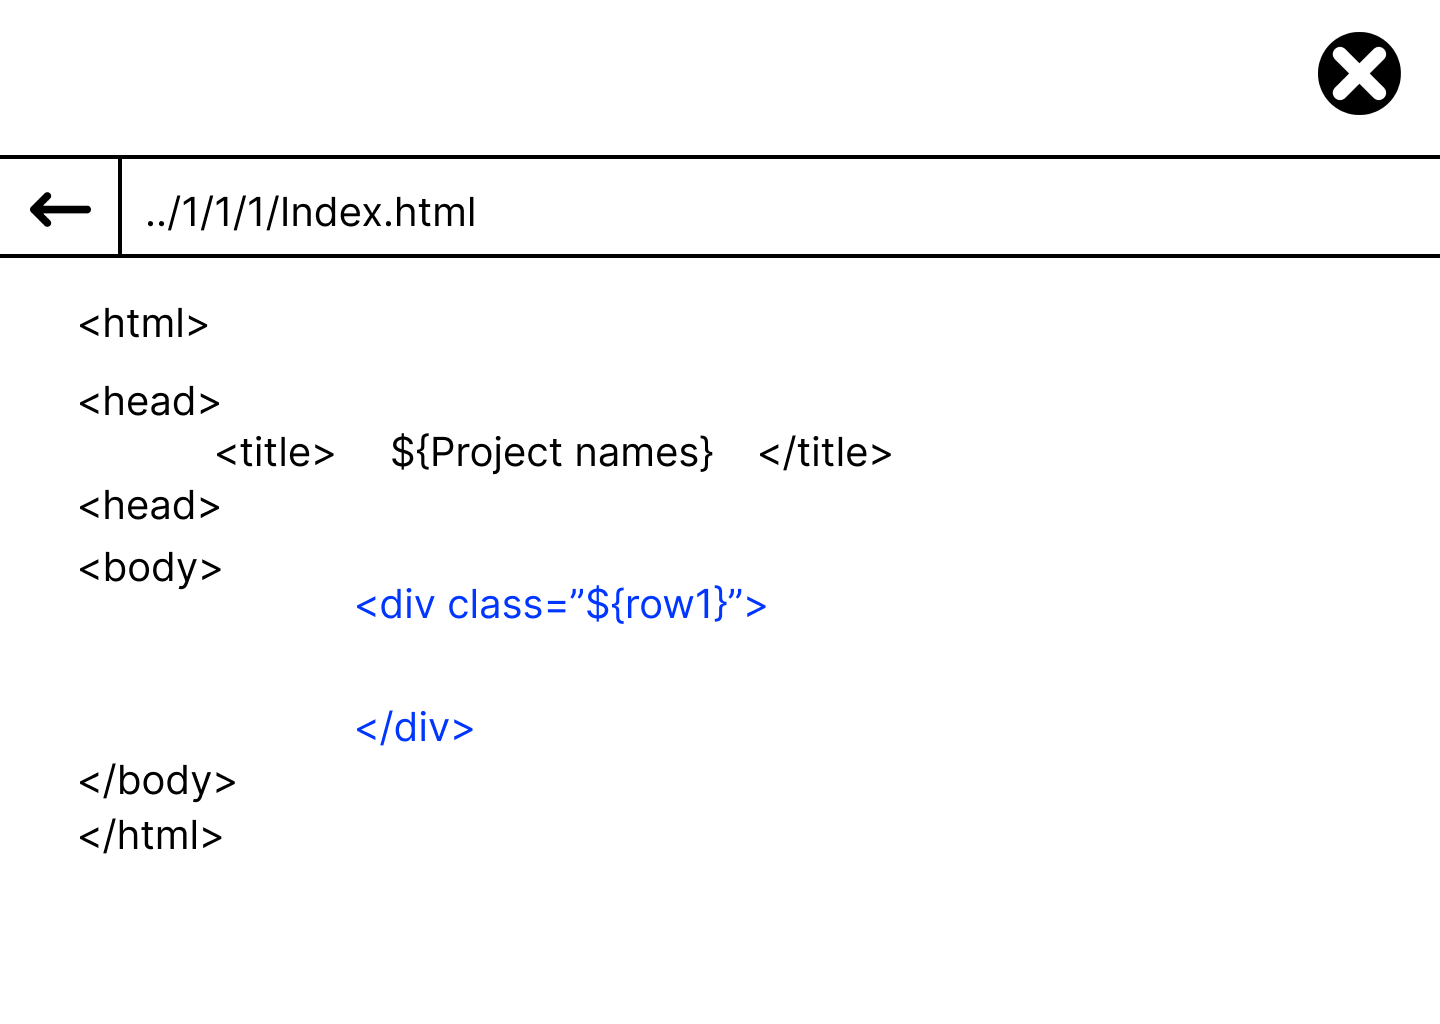 ../1/1/1/Index.html
<html>
<head>
<title> ${Project names} </title>
<head>
<body>
<div class=”${row1}”>
</div>
</body>
</html>